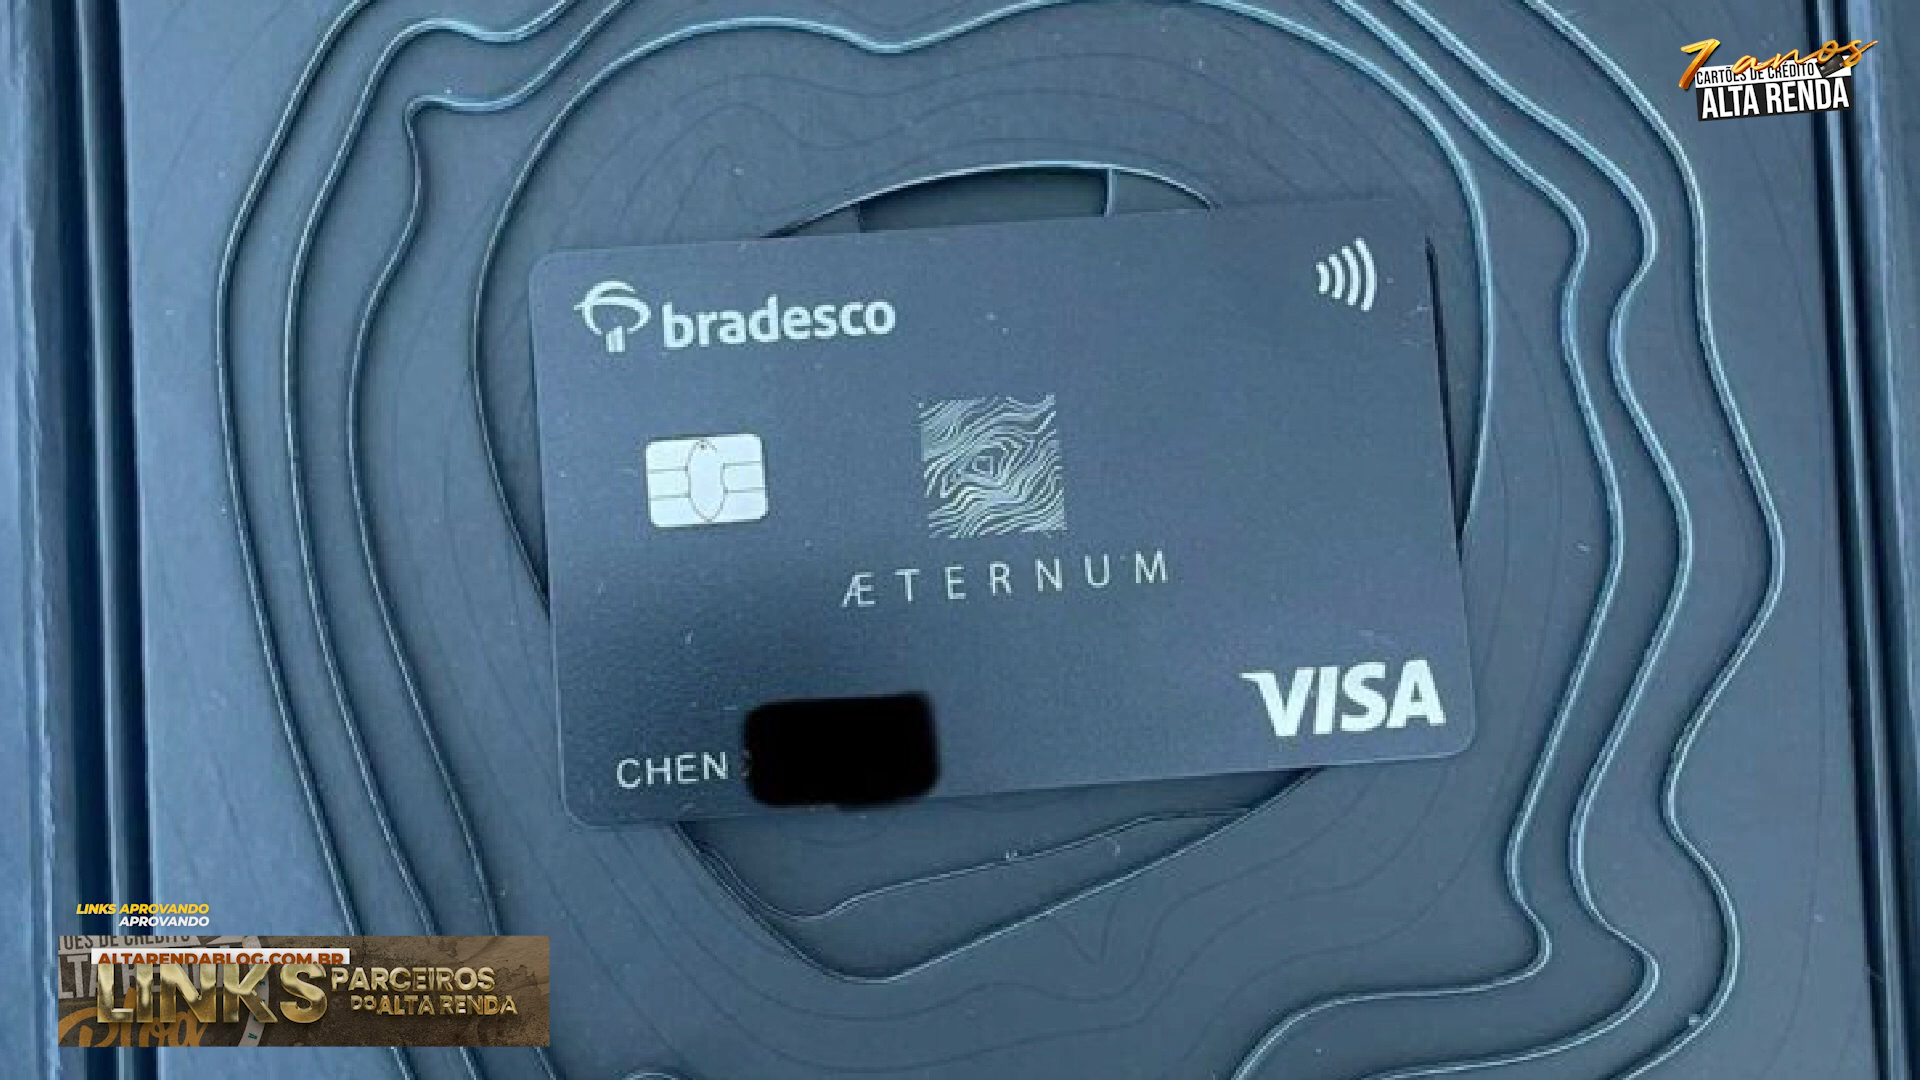 7 anos
CARTÕES DE CRÉDITO
ALTA RENDA
bradesco
ÆTERNUM
VISA
CHEN
LINKS APROVANDO
APROVANDO
ALTARENDABLOG.COM.BR
LINKS PARCEIROS
DO ALTA RENDA
Blog